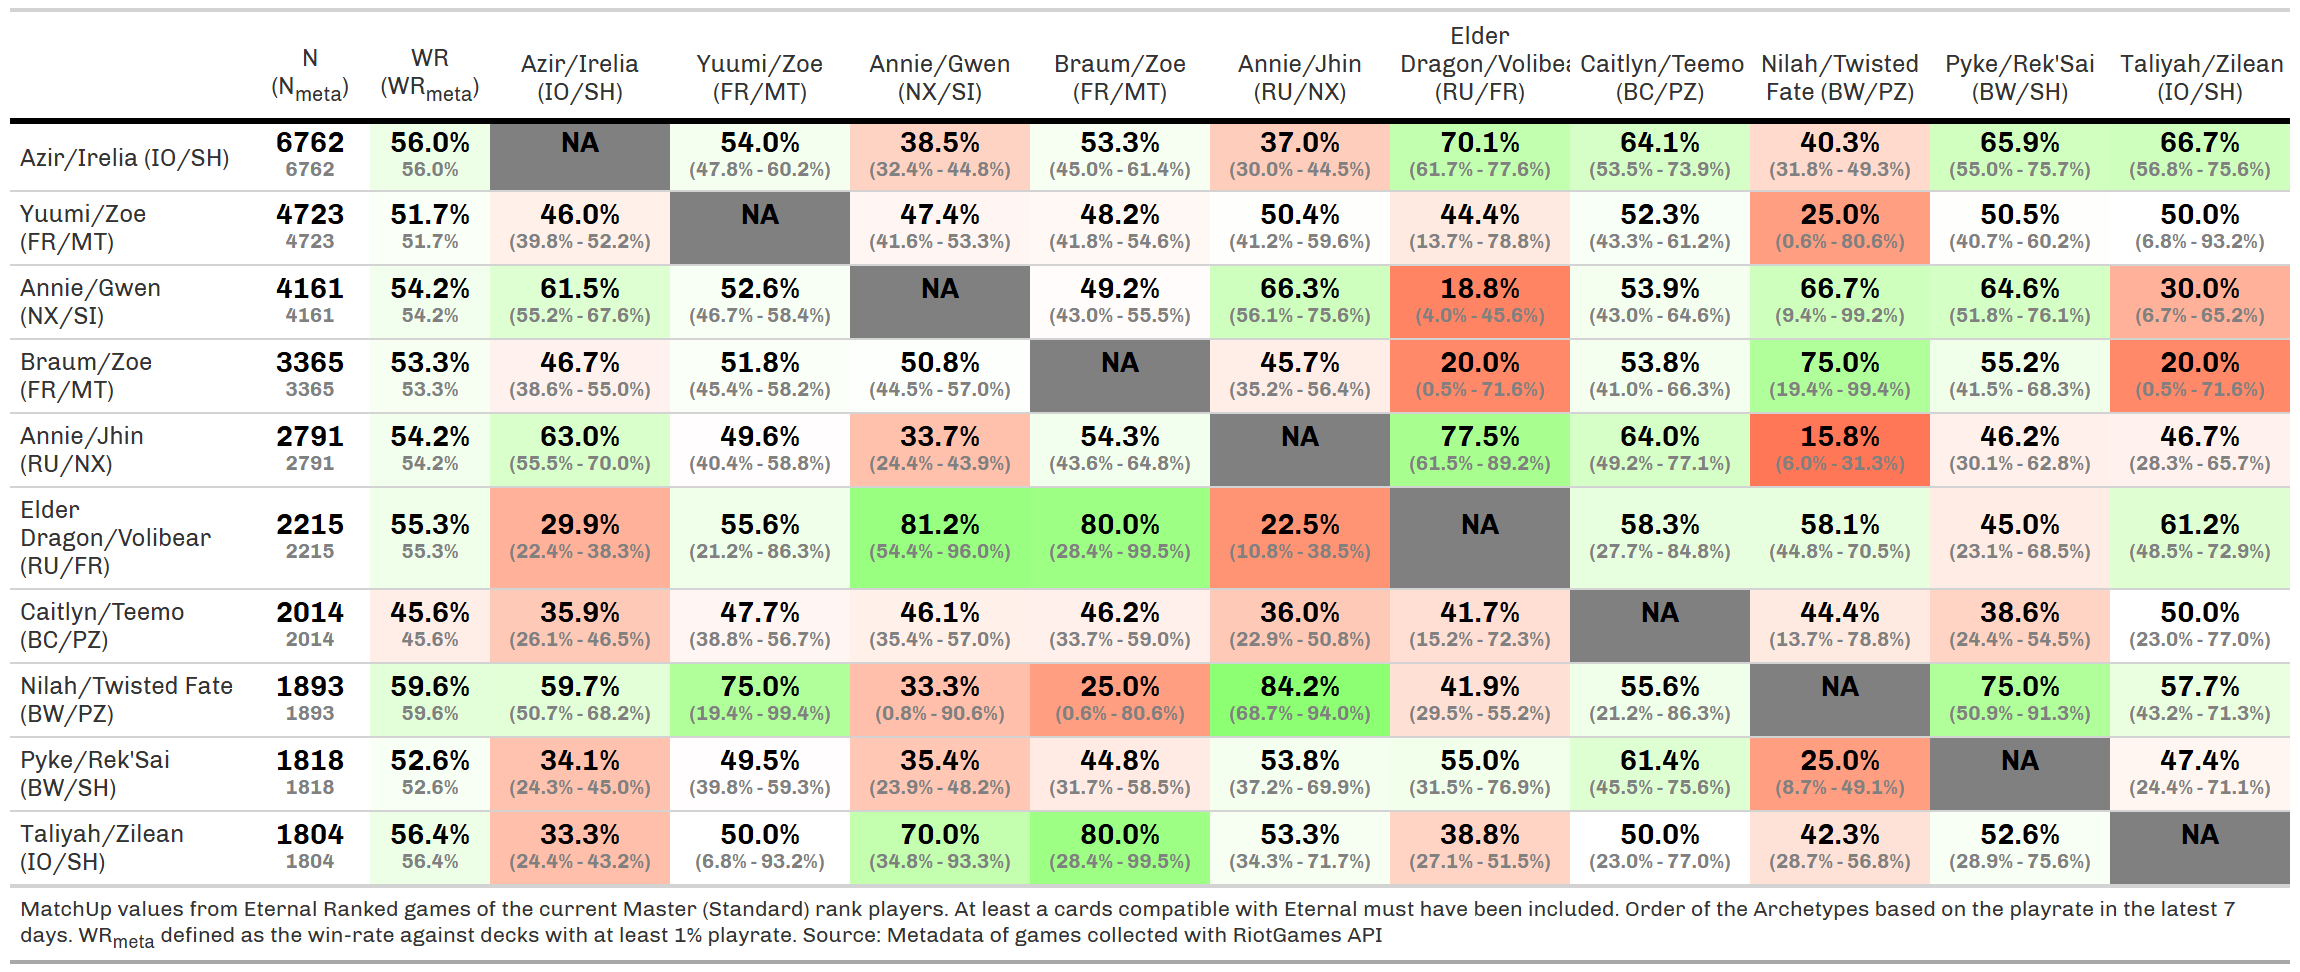 N (N_meta) WR (WR_meta) Azir/Irelia (IO/SH) Yuumi/Zoe (FR/MT) Annie/Gwen (NX/SI) Braum/Zoe (FR/MT) Annie/Jhin (RU/NX) Elder Dragon/Volibea (RU/FR) Caitlyn/Teemo (BC/PZ) Nilah/Twisted Fate (BW/PZ) Pyke/Rek'Sai (BW/SH) Taliyah/Zilean (IO/SH)
Azir/Irelia (IO/SH) 6762 56.0% NA 54.0% 38.5% 53.3% 37.0% 70.1% 64.1% 40.3% 65.9% 66.7%
6762 56.0% (47.8% - 60.2%) (32.4% - 44.8%) (45.0% - 61.4%) (30.0% - 44.5%) (61.7% - 77.6%) (53.5% - 73.9%) (31.8% - 49.3%) (55.0% - 75.7%) (56.8% - 75.6%)
Yuumi/Zoe 4723 51.7% 46.0% NA 47.4% 48.2% 50.4% 44.4% 52.3% 25.0% 50.5% 50.0%
(FR/MT) 4723 51.7% (39.8% - 52.2%) (41.6% - 53.3%) (41.8% - 54.6%) (41.2% - 59.6%) (13.7% - 78.8%) (43.3% - 61.2%) (0.6% - 80.6%) (40.7% - 60.2%) (6.8% - 93.2%)
Annie/Gwen 4161 54.2% 61.5% 52.6% NA 49.2% 66.3% 18.8% 53.9% 66.7% 64.6% 30.0%
(NX/SI) 4161 54.2% (55.2% - 67.6%) (46.7% - 58.4%) (43.0% - 55.5%) (56.1% - 75.6%) (4.0% - 45.6%) (43.0% - 64.6%) (9.4% - 99.2%) (51.8% - 76.1%) (6.7% - 65.2%)
Braum/Zoe 3365 53.3% 46.7% 51.8% 50.8% NA 45.7% 20.0% 53.8% 75.0% 55.2% 20.0%
(FR/MT) 3365 53.3% (38.6% - 55.0%) (45.4% - 58.2%) (44.5% - 57.0%) (35.2% - 56.4%) (0.5% - 71.6%) (41.0% - 66.3%) (19.4% - 99.4%) (41.5% - 68.3%) (0.5% - 71.6%)
Annie/Jhin 2791 54.2% 63.0% 49.6% 33.7% 54.3% NA 77.5% 64.0% 15.8% 46.2% 46.7%
(RU/NX) 2791 54.2% (55.5% - 70.0%) (40.4% - 58.8%) (24.4% - 43.9%) (43.6% - 64.8%) (61.5% - 89.2%) (49.2% - 77.1%) (6.0% - 31.3%) (30.1% - 62.8%) (28.3% - 65.7%)
Elder
Dragon/Volibear 2215 55.3% 29.9% 55.6% 81.2% 80.0% 22.5% NA 58.3% 58.1% 45.0% 61.2%
(RU/FR) 2215 55.3% (22.4% - 38.3%) (21.2% - 86.3%) (54.4% - 96.0%) (28.4% - 99.5%) (10.8% - 38.5%) (27.7% - 84.8%) (44.8% - 70.5%) (23.1% - 68.5%) (48.5% - 72.9%)
Caitlyn/Teemo 2014 45.6% 35.9% 47.7% 46.1% 46.2% 36.0% 41.7% NA 44.4% 38.6% 50.0%
(BC/PZ) 2014 45.6% (26.1% - 46.5%) (38.8% - 56.7%) (35.4% - 57.0%) (33.7% - 59.0%) (22.9% - 50.8%) (15.2% - 72.3%) (13.7% - 78.8%) (24.4% - 54.5%) (23.0% - 77.0%)
Nilah/Twisted Fate 1893 59.6% 59.7% 75.0% 33.3% 25.0% 84.2% 41.9% 55.6% NA 75.0% 57.7%
(BW/PZ) 1893 59.6% (50.7% - 68.2%) (19.4% - 99.4%) (0.8% - 90.6%) (0.6% - 80.6%) (68.7% - 94.0%) (29.5% - 55.2%) (21.2% - 86.3%) (50.9% - 91.3%) (43.2% - 71.3%)
Pyke/Rek'Sai 1818 52.6% 34.1% 49.5% 35.4% 44.8% 53.8% 55.0% 61.4% 25.0% NA 47.4%
(BW/SH) 1818 52.6% (24.3% - 45.0%) (39.8% - 59.3%) (23.9% - 48.2%) (31.7% - 58.5%) (37.2% - 69.9%) (31.5% - 76.9%) (45.5% - 75.6%) (8.7% - 49.1%) (24.4% - 71.1%)
Taliyah/Zilean 1804 56.4% 33.3% 50.0% 70.0% 80.0% 53.3% 38.8% 50.0% 42.3% 52.6% NA
(IO/SH) 1804 56.4% (24.4% - 43.2%) (6.8% - 93.2%) (34.8% - 93.3%) (28.4% - 99.5%) (34.3% - 71.7%) (27.1% - 51.5%) (23.0% - 77.0%) (28.7% - 56.8%) (28.9% - 75.6%)
MatchUp values from Eternal Ranked games of the current Master (Standard) rank players. At least a cards compatible with Eternal must have been included. Order of the Archetypes based on the playrate in the latest 7
days. WR_meta defined as the win-rate against decks with at least 1% playrate. Source: Metadata of games collected with RiotGames API